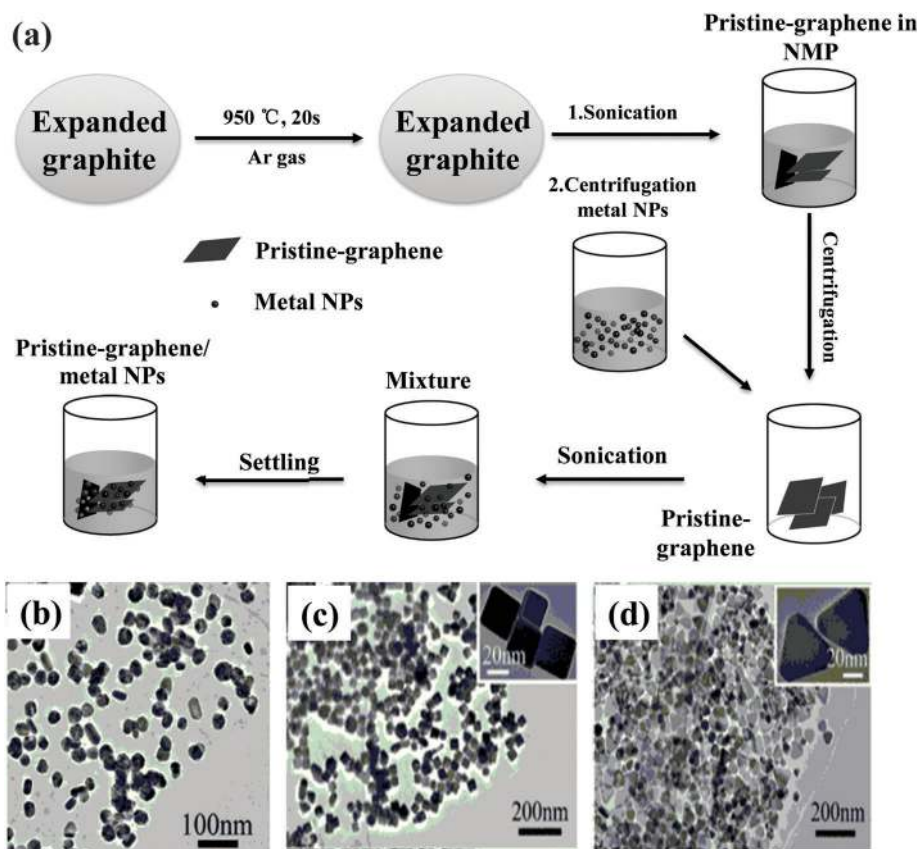 (a)
Expanded
graphite
950 ℃, 20s
Ar gas
Expanded
graphite
1.Sonication
2.Centrifugation
metal NPs
Pristine-graphene in
NMP
Centrifugation
Pristine-graphene
Metal NPs
Pristine-graphene/
metal NPs
Settling
Mixture
Sonication
Pristine-
graphene
(b)
100nm
(c)
20nm
200nm
(d)
20nm
200nm